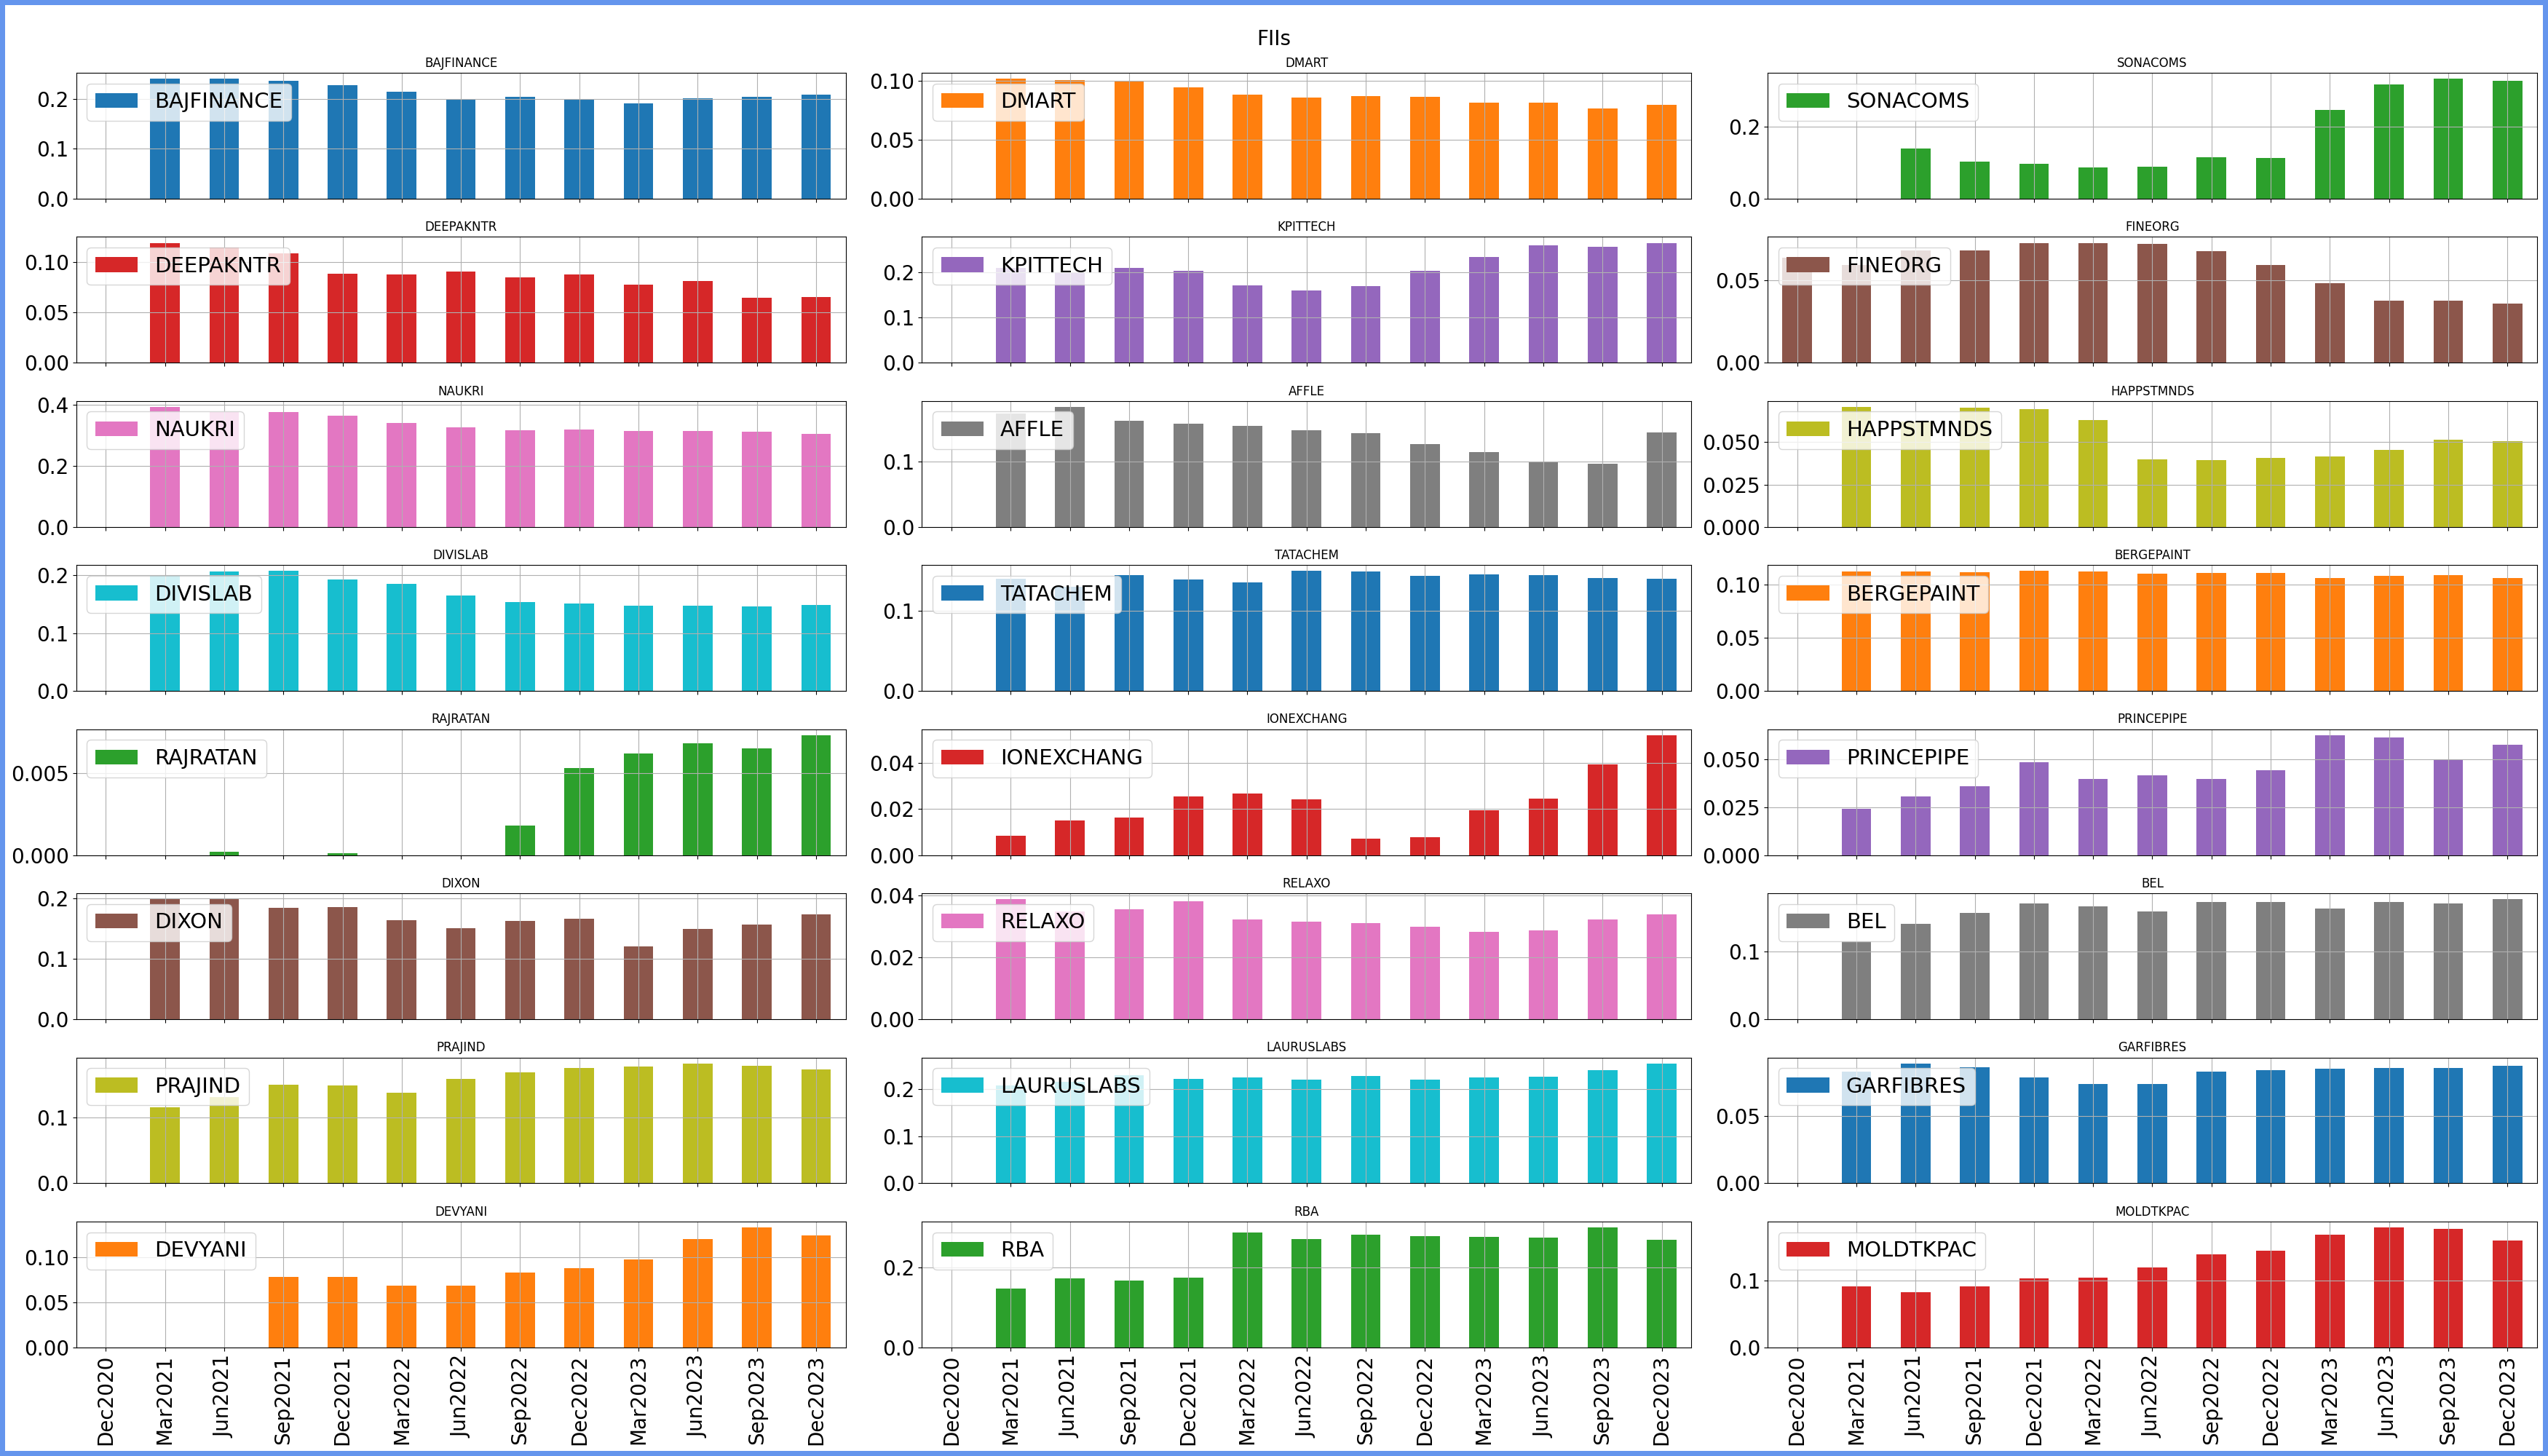 FIIs
BAJFINANCE DMART SONACOMS
0.2 BAJFINANCE 0.10 DMART SONACOMS
0.1 0.05 0.2
0.0 0.00 0.0
DEEPAKNTR KPITTECH FINEORG
0.10 DEEPAKNTR 0.2 KPITTECH FINEORG
0.05 0.1 0.05
0.00 0.0 0.00
NAUKRI AFFLE HAPPSTMNDS
0.4 NAUKRI AFFLE HAPPSTMNDS
0.2 0.1 0.050
0.0 0.0 0.025
0.000
DIVISLAB TATACHEM BERGEPAINT
0.2 DIVISLAB TATACHEM 0.10 BERGEPAINT
0.1 0.1 0.05
0.0 0.0 0.00
RAJRATAN IONEXCHANG PRINCEPIPE
RAJRATAN 0.04 IONEXCHANG 0.050 PRINCEPIPE
0.005 0.02 0.025
0.000 0.00 0.000
DIXON RELAXO BEL
0.2 DIXON 0.04 RELAXO BEL
0.1 0.02 0.1
0.0 0.00 0.0
PRAJIND LAURUSLABS GARFIBRES
PRAJIND 0.2 LAURUSLABS GARFIBRES
0.1 0.1 0.05
0.0 0.0 0.00
DEVYANI RBA MOLDTKPAC
0.10 DEVYANI RBA MOLDTKPAC
0.05 0.2 0.1
0.00 0.0 0.0
Dec2020 Mar2021 Jun2021 Sep2021 Dec2021 Mar2022 Jun2022 Sep2022 Dec2022 Mar2023 Jun2023 Sep2023 Dec2023
Dec2020 Mar2021 Jun2021 Sep2021 Dec2021 Mar2022 Jun2022 Sep2022 Dec2022 Mar2023 Jun2023 Sep2023 Dec2023
Dec2020 Mar2021 Jun2021 Sep2021 Dec2021 Mar2022 Jun2022 Sep2022 Dec2022 Mar2023 Jun2023 Sep2023 Dec2023